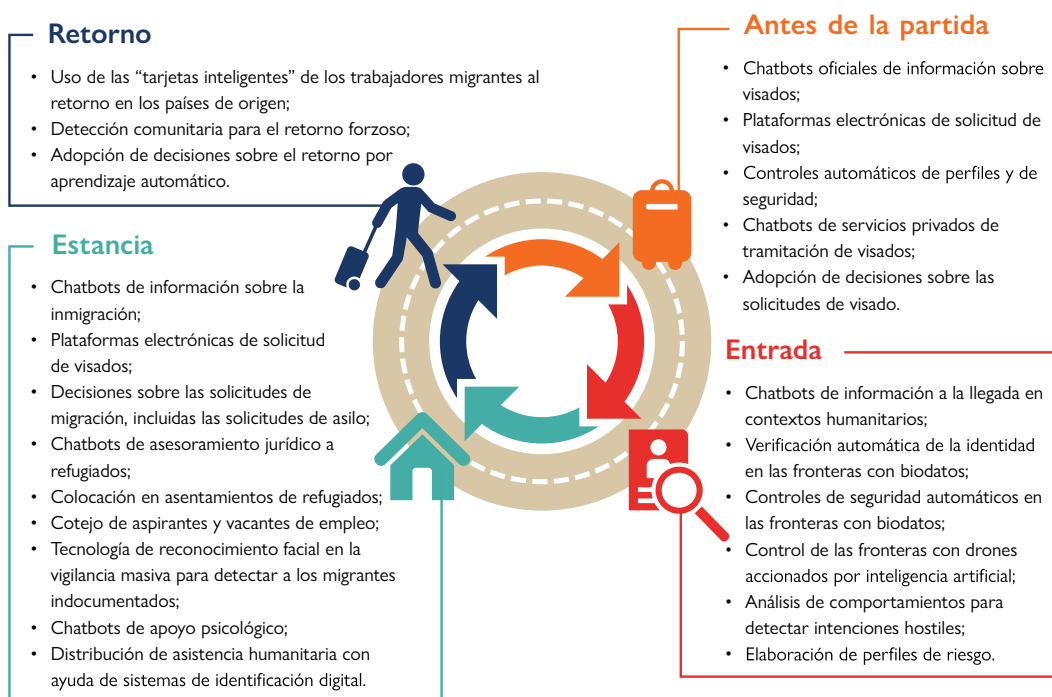 Retorno
• Uso de las “tarjetas inteligentes” de los trabajadores migrantes al
retorno en los países de origen;
• Detección comunitaria para el retorno forzoso;
• Adopción de decisiones sobre el retorno por
aprendizaje automático.
Antes de la partida
• Chatbots oficiales de información sobre
visados;
• Plataformas electrónicas de solicitud de
visados;
• Controles automáticos de perfiles y de
seguridad;
• Chatbots de servicios privados de
tramitación de visados;
• Adopción de decisiones sobre las
solicitudes de visado.
Estancia
• Chatbots de información sobre la
inmigración;
• Plataformas electrónicas de solicitud
de visados;
• Decisiones sobre las solicitudes de
migración, incluidas las solicitudes de asilo;
• Chatbots de asesoramiento jurídico a
refugiados;
• Colocación en asentamientos de refugiados;
• Cotejo de aspirantes y vacantes de empleo;
• Tecnología de reconocimiento facial en la
vigilancia masiva para detectar a los migrantes
indocumentados;
• Chatbots de apoyo psicológico;
• Distribución de asistencia humanitaria con
ayuda de sistemas de identificación digital.
Entrada
• Chatbots de información a la llegada en
contextos humanitarios;
• Verificación automática de la identidad
en las fronteras con biodatos;
• Controles de seguridad automáticos en
las fronteras con biodatos;
• Control de las fronteras con drones
accionados por inteligencia artificial;
• Análisis de comportamientos para
detectar intenciones hostiles;
• Elaboración de perfiles de riesgo.